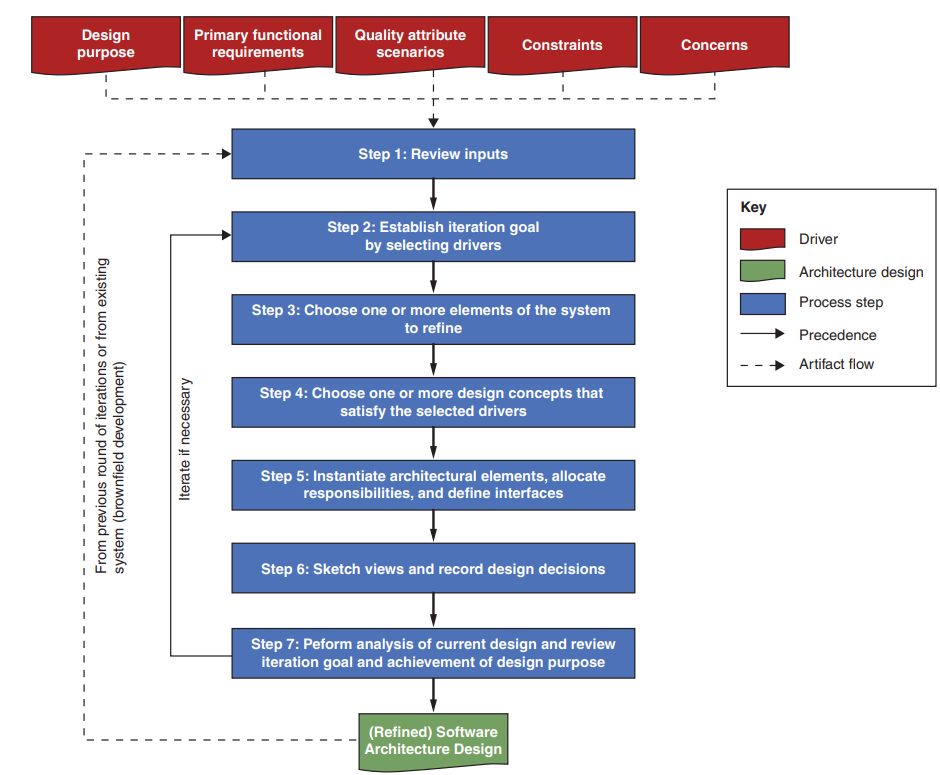 Design
purpose
Primary functional
requirements
Quality attribute
scenarios
Constraints
Concerns
Step 1: Review inputs
Step 2: Establish iteration goal
by selecting drivers
Step 3: Choose one or more elements of the system
to refine
Step 4: Choose one or more design concepts that
satisfy the selected drivers
Step 5: Instantiate architectural elements, allocate
responsibilities, and define interfaces
Step 6: Sketch views and record design decisions
Step 7: Peform analysis of current design and review
iteration goal and achievement of design purpose
(Refined) Software
Architecture Design
From previous round of iterations or from existing
system (brownfield development)
Iterate if necessary
Key
Driver
Architecture design
Process step
Precedence
Artifact flow